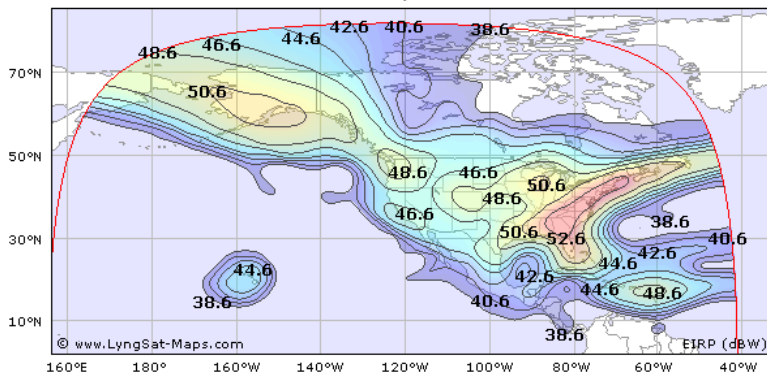 42.6 40.6 38.6
48.6 46.6 44.6
70°N
50.6
50°N
48.6 46.6 50.6
48.6
46.6
38.6
30°N
50.6 52.6 40.6
42.6
44.6 42.6 44.6
44.6 48.6
38.6 40.6
10°N
38.6
© www.LyngSat-Maps.com EIRP (dBW)
160°E 180° 160°W 140°W 120°W 100°W 80°W 60°W 40°W